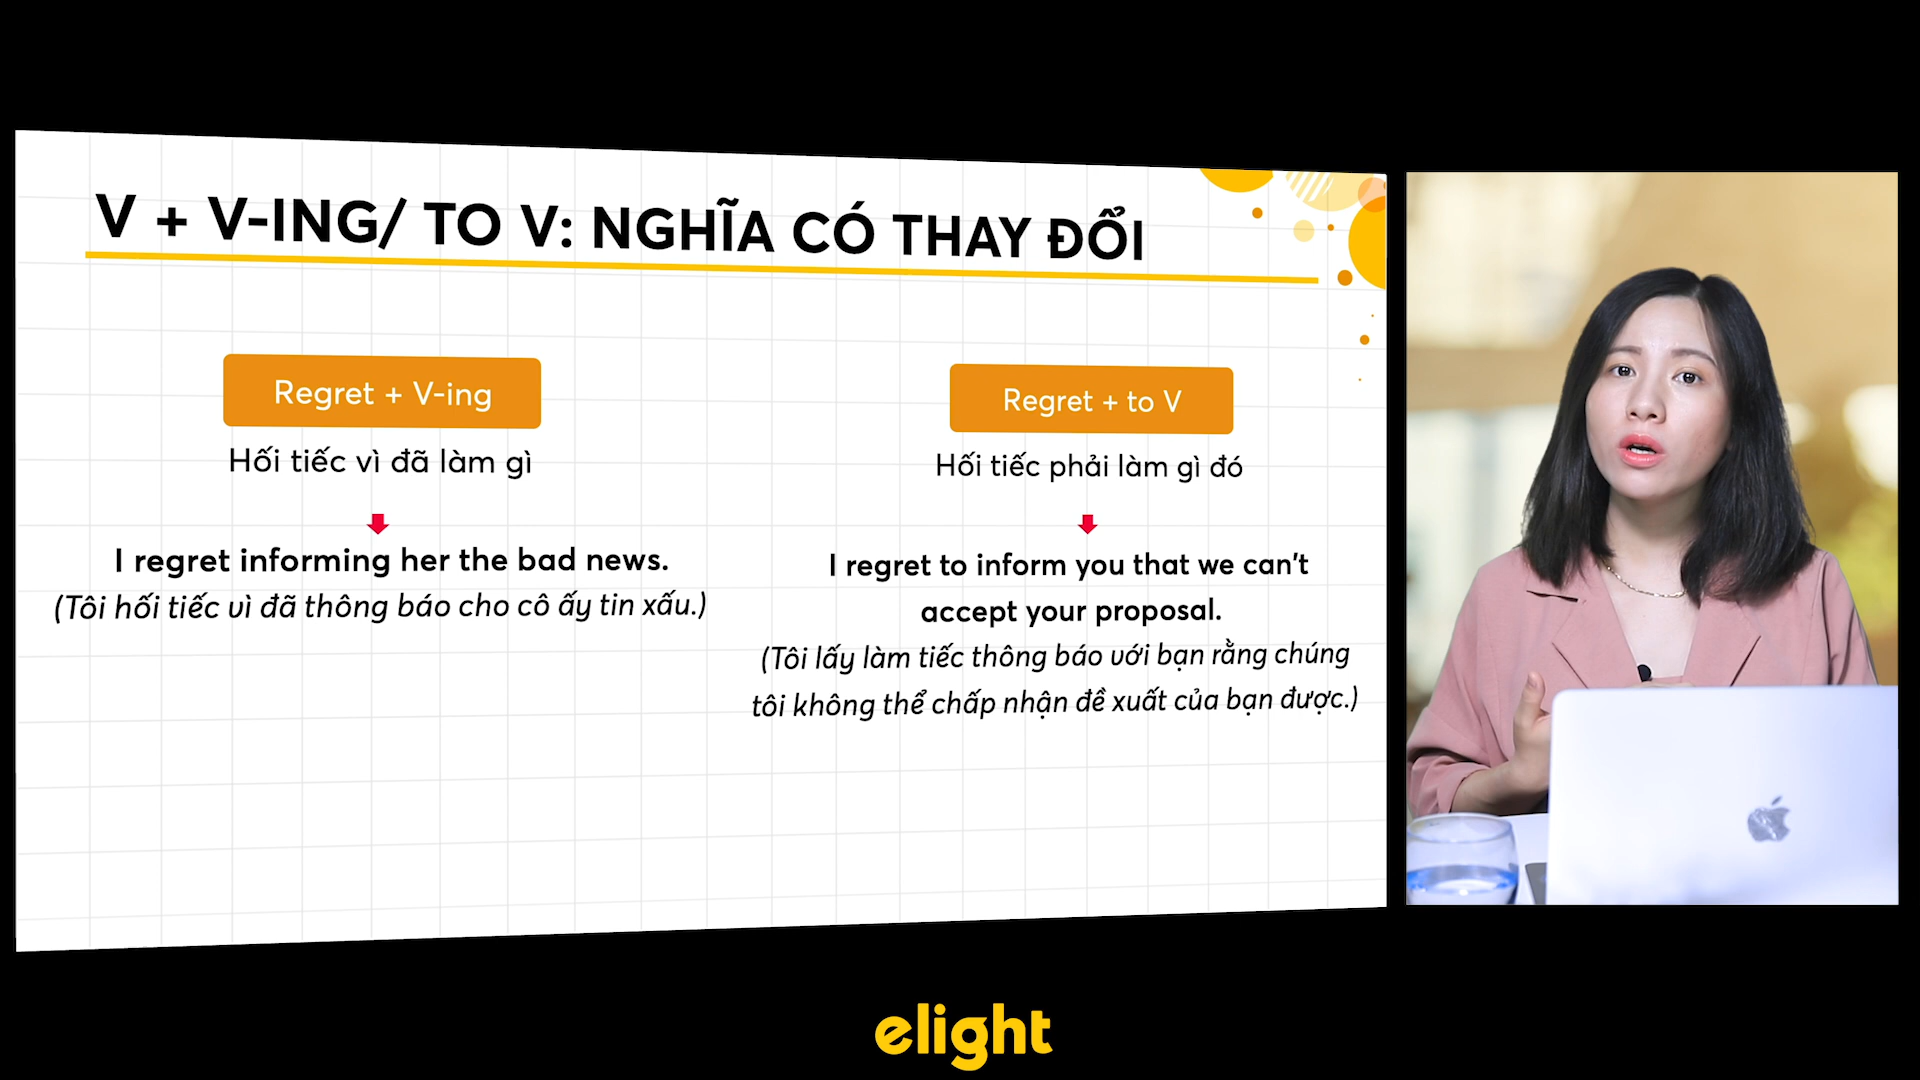 V + V-ING/ TO V: NGHĨA CÓ THAY ĐỔI
Regret + V-ing
Hối tiếc vì đã làm gì
I regret informing her the bad news.
(Tôi hối tiếc vì đã thông báo cho cô ấy tin xấu.)
Regret + to V
Hối tiếc phải làm gì đó
I regret to inform you that we can't
accept your proposal.
(Tôi lấy làm tiếc thông báo với bạn rằng chúng
tôi không thể chấp nhận đề xuất của bạn được.)
elight